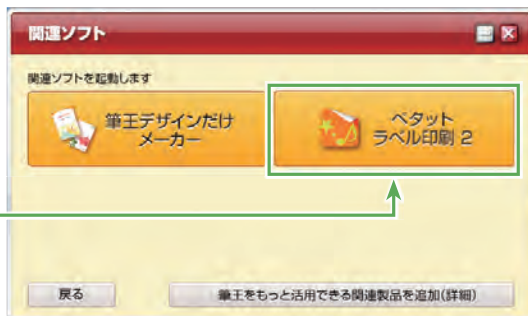 関連ソフト
関連ソフトを起動します
筆王デザインだけ
メーカー
ペタット
ラベル印刷 2
戻る
筆王をもっと活用できる関連製品を追加(詳細)